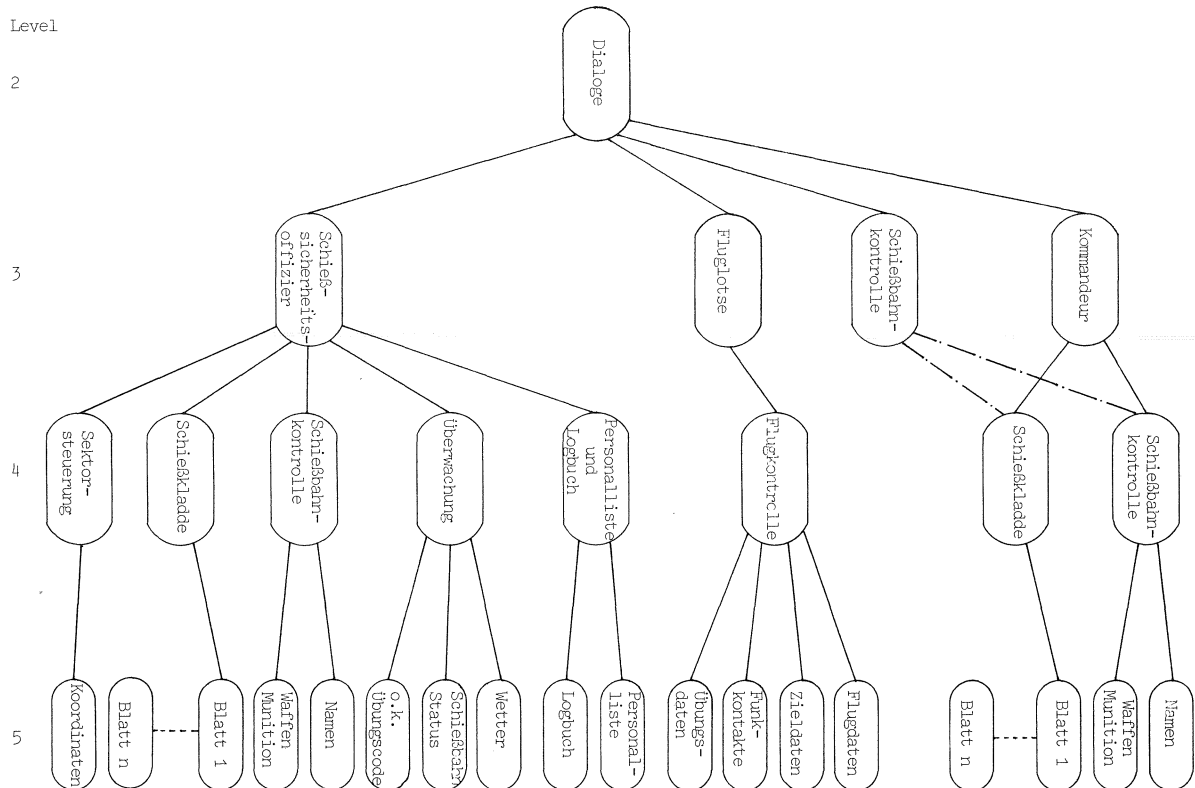 Level
2
Dialoge
3
Schieß-
sicherheits-
offizier
Fluglotse
Schießbahn-
kontrolle
Kommandeur
4
Sektor-
steuerung
Schießkladde
Schießbahn-
kontrolle
Überwachung
Personalliste
und
Logbuch
Flugkontrolle
Schießkladde
Schießbahn-
kontrolle
5
Koordinaten
Blatt n
Blatt 1
Waffen
Munition
Namen
o.k.
Übungscode
Schießbahn
Status
Wetter
Logbuch
Personal-
liste
Übungs-
daten
Funk-
kontakte
Zieldaten
Flugdaten
Blatt n
Blatt 1
Waffen
Munition
Namen